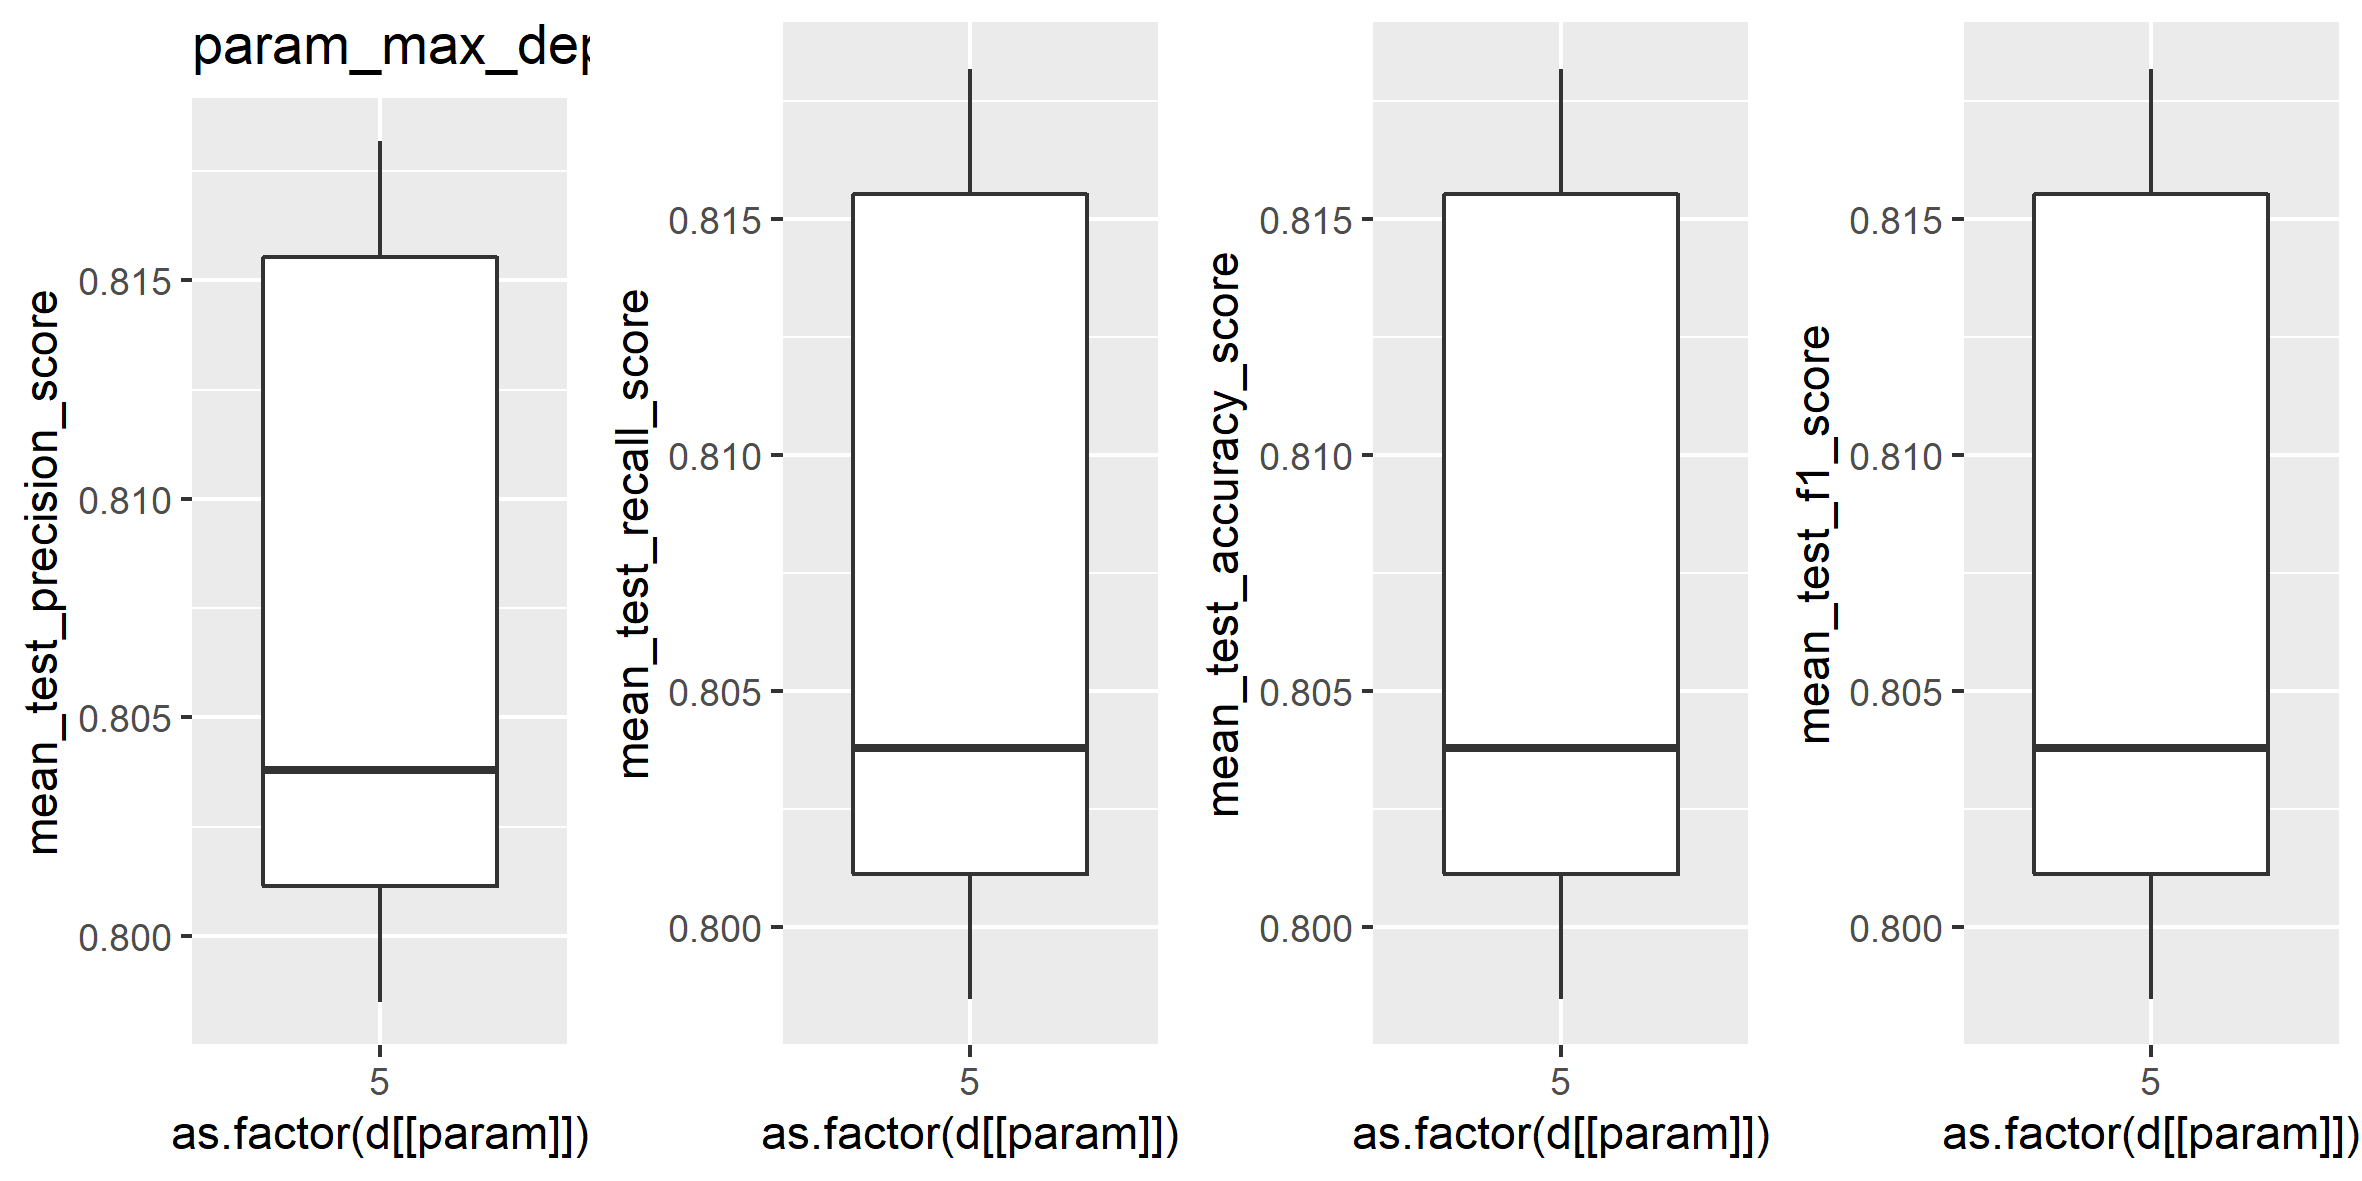 param_max_dep
mean_test_precision_score
0.815
0.810
0.805
0.800
5
as.factor(d[[param]])
mean_test_recall_score
0.815
0.810
0.805
0.800
5
as.factor(d[[param]])
mean_test_accuracy_score
0.815
0.810
0.805
0.800
5
as.factor(d[[param]])
mean_test_f1_score
0.815
0.810
0.805
0.800
5
as.factor(d[[param]])